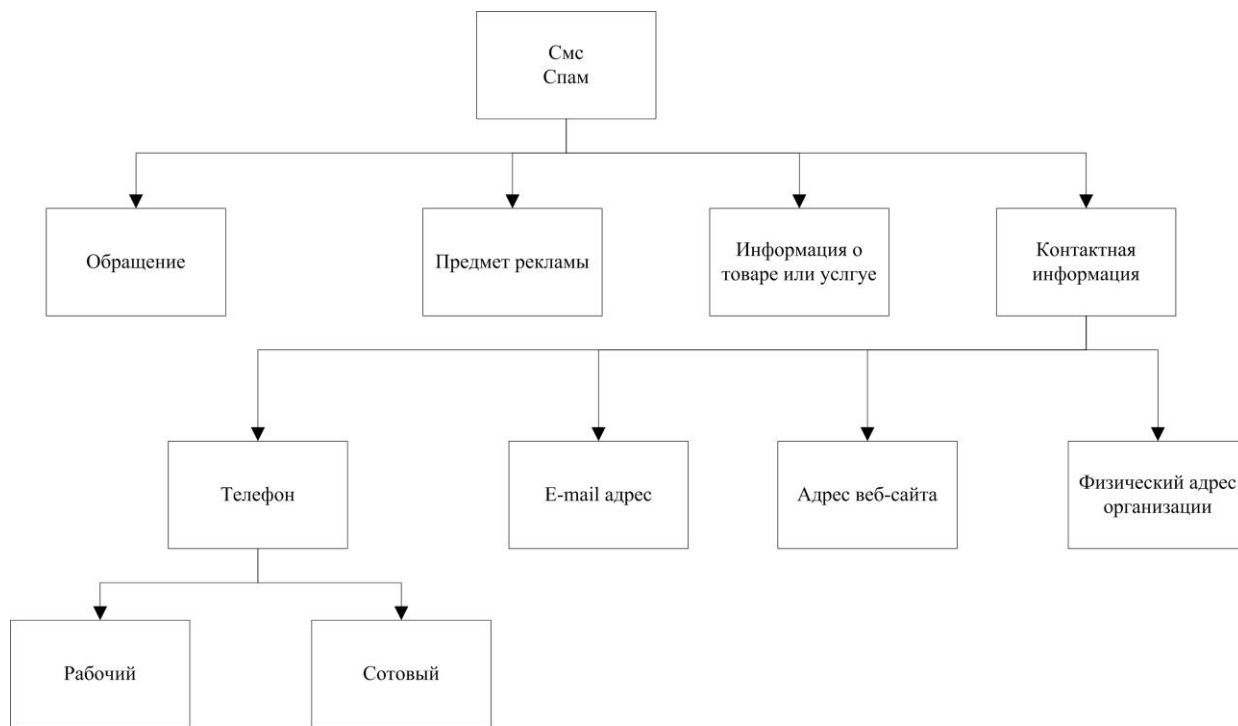 Смс
Спам
Обращение
Предмет рекламы
Информация о
товаре или услгуе
Контактная
информация
Телефон
E-mail адрес
Адрес веб-сайта
Физический адрес
организации
Рабочий
Сотовый